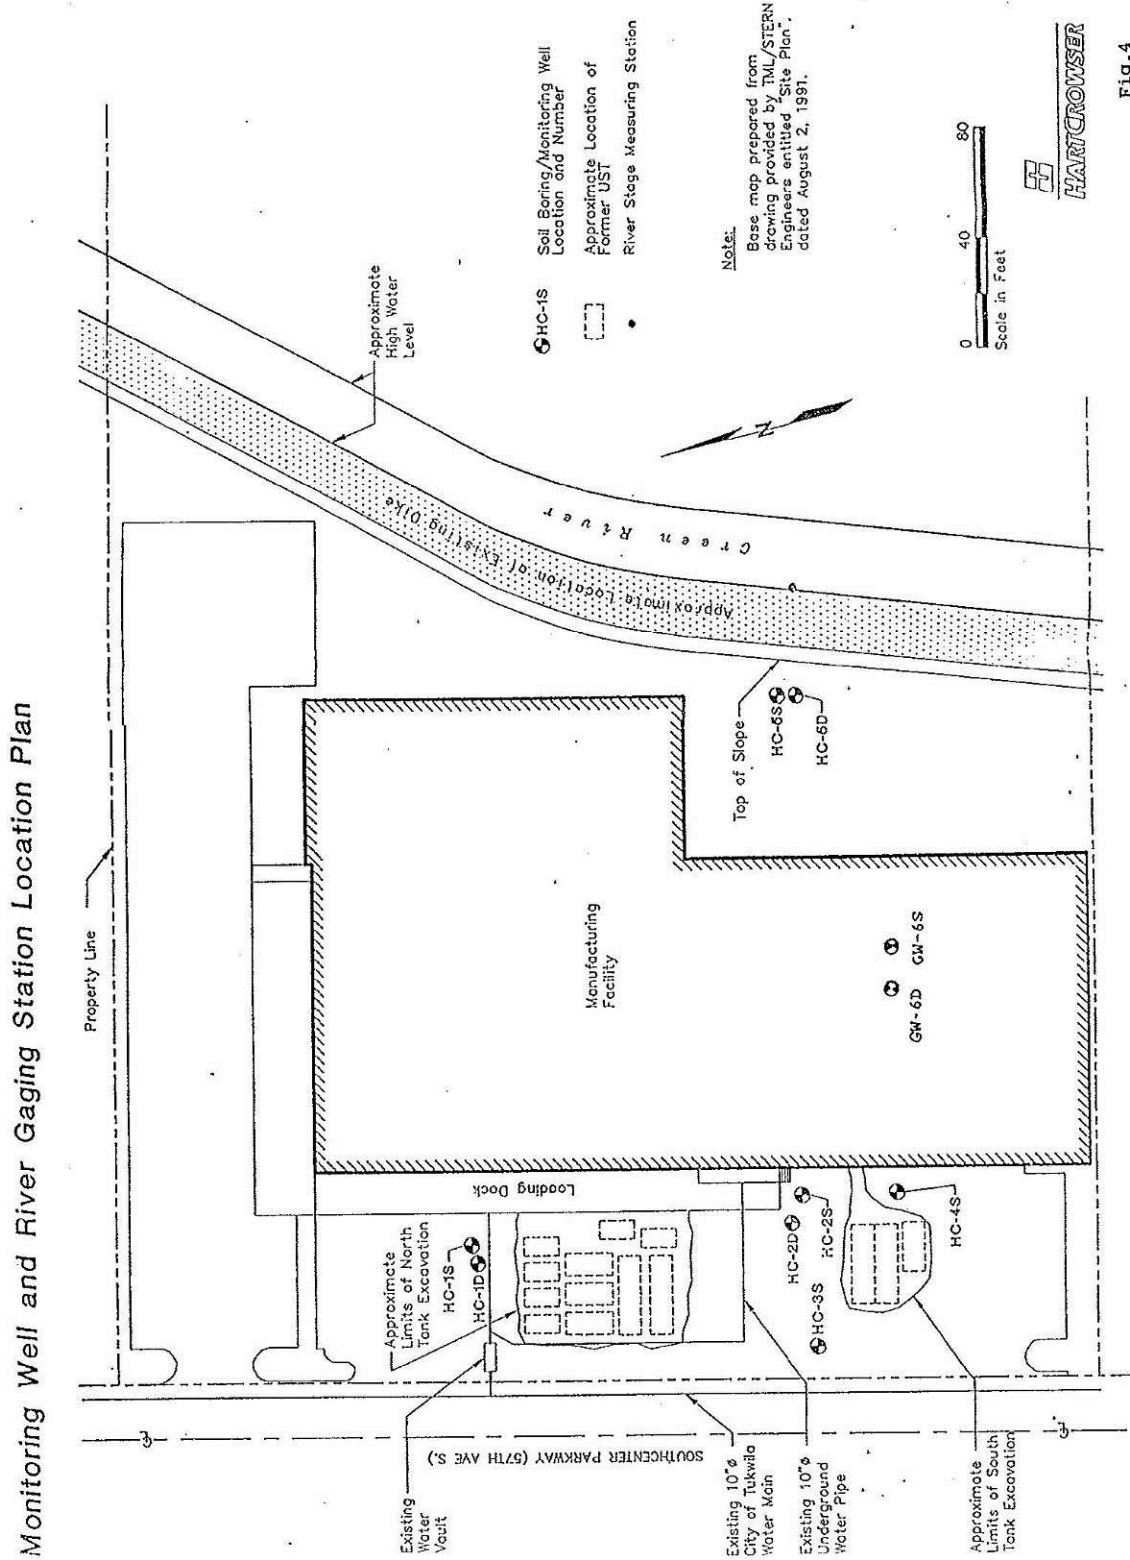 Monitoring Well and River Gaging Station Location Plan
Property Line
Approximate
High Water
Level
HC-1S
Soil Boring/Monitoring Well
Location and Number
Approximate Location of
Former UST
River Stage Measuring Station
Note:
Base map prepared from
drawing provided by TML/STERN
Engineers entitled "Site Plan",
dated August 2, 1991.
0 40 80
Scale in Feet
HARTCROWSER
Fig.4
N
Green River
Approximate Location of Existing Dike
Top of Slope
HC-5S
HC-5D
Manufacturing
Facility
GW-6D GW-6S
Loading Dock
Approximate
Limits of North
Tank Excavation
HC-1S
HC-1D
HC-2D
HC-2S
HC-3S
HC-4S
Existing
Water
Vault
SOUTHCENTER PARKWAY (57TH AVE S.)
Existing 10"ø
City of Tukwila
Water Main
Existing 10"ø
Underground
Water Pipe
Approximate
Limits of South
Tank Excavation